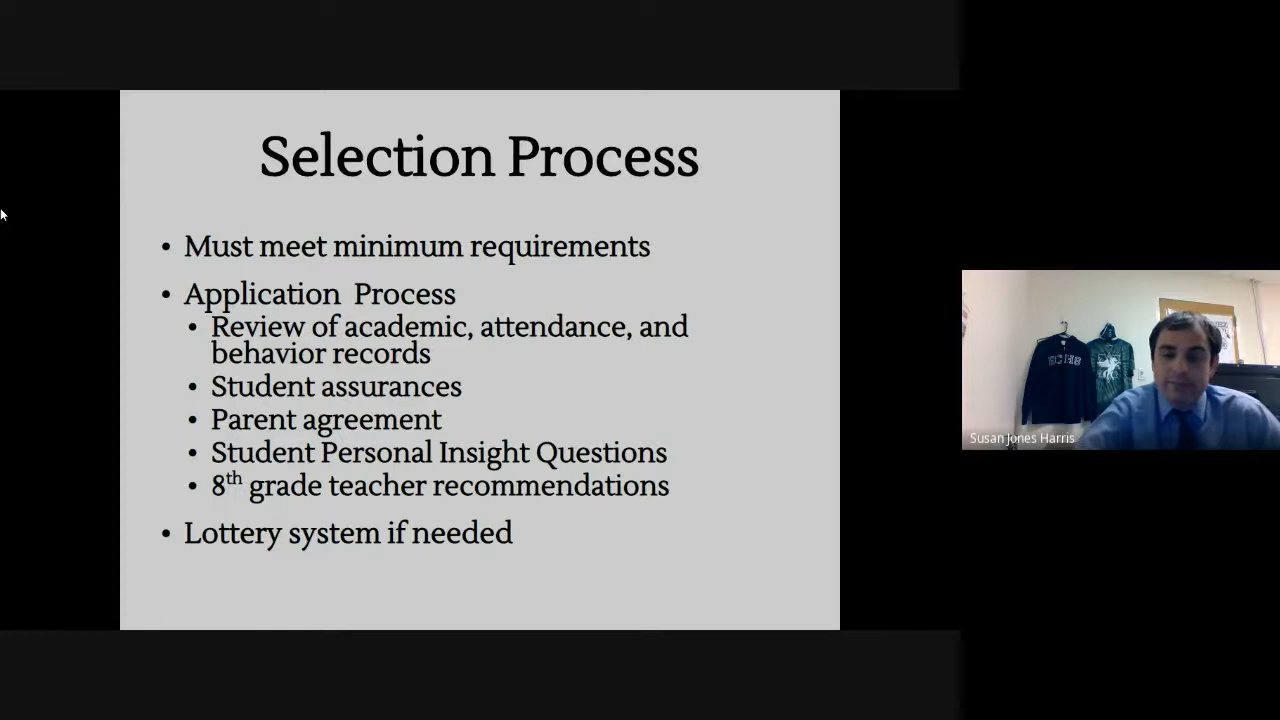 Selection Process
• Must meet minimum requirements
• Application Process
• Review of academic, attendance, and
behavior records
• Student assurances
• Parent agreement
• Student Personal Insight Questions
• 8th grade teacher recommendations
• Lottery system if needed
SCHS
Susan Jones Harris